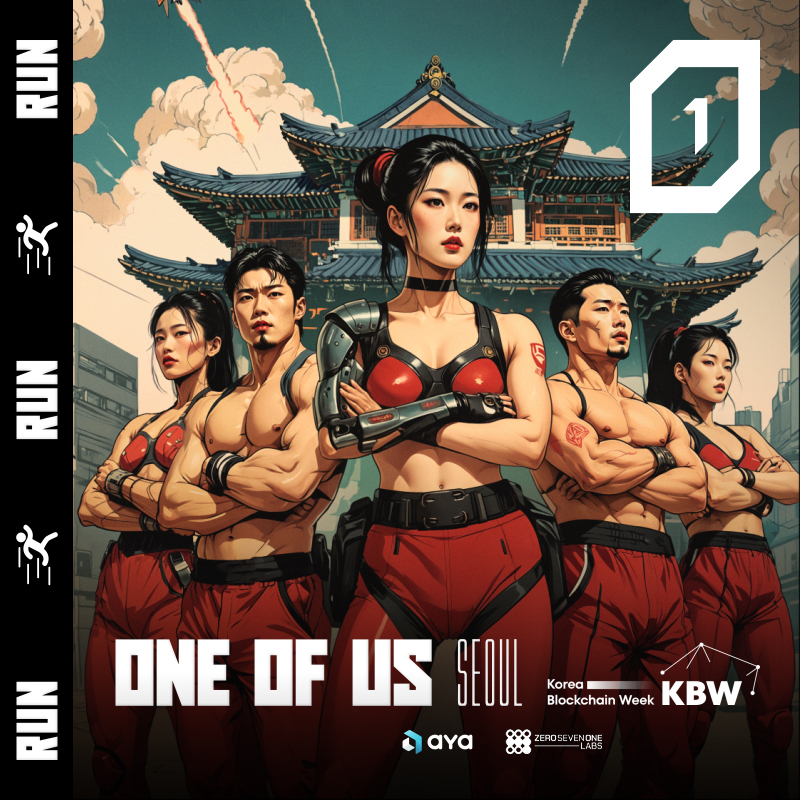 RUN
RUN
RUN
1
ONE OF US SEOUL
Korea
Blockchain Week
KBW
aya
ZEROSEVENONE
LABS